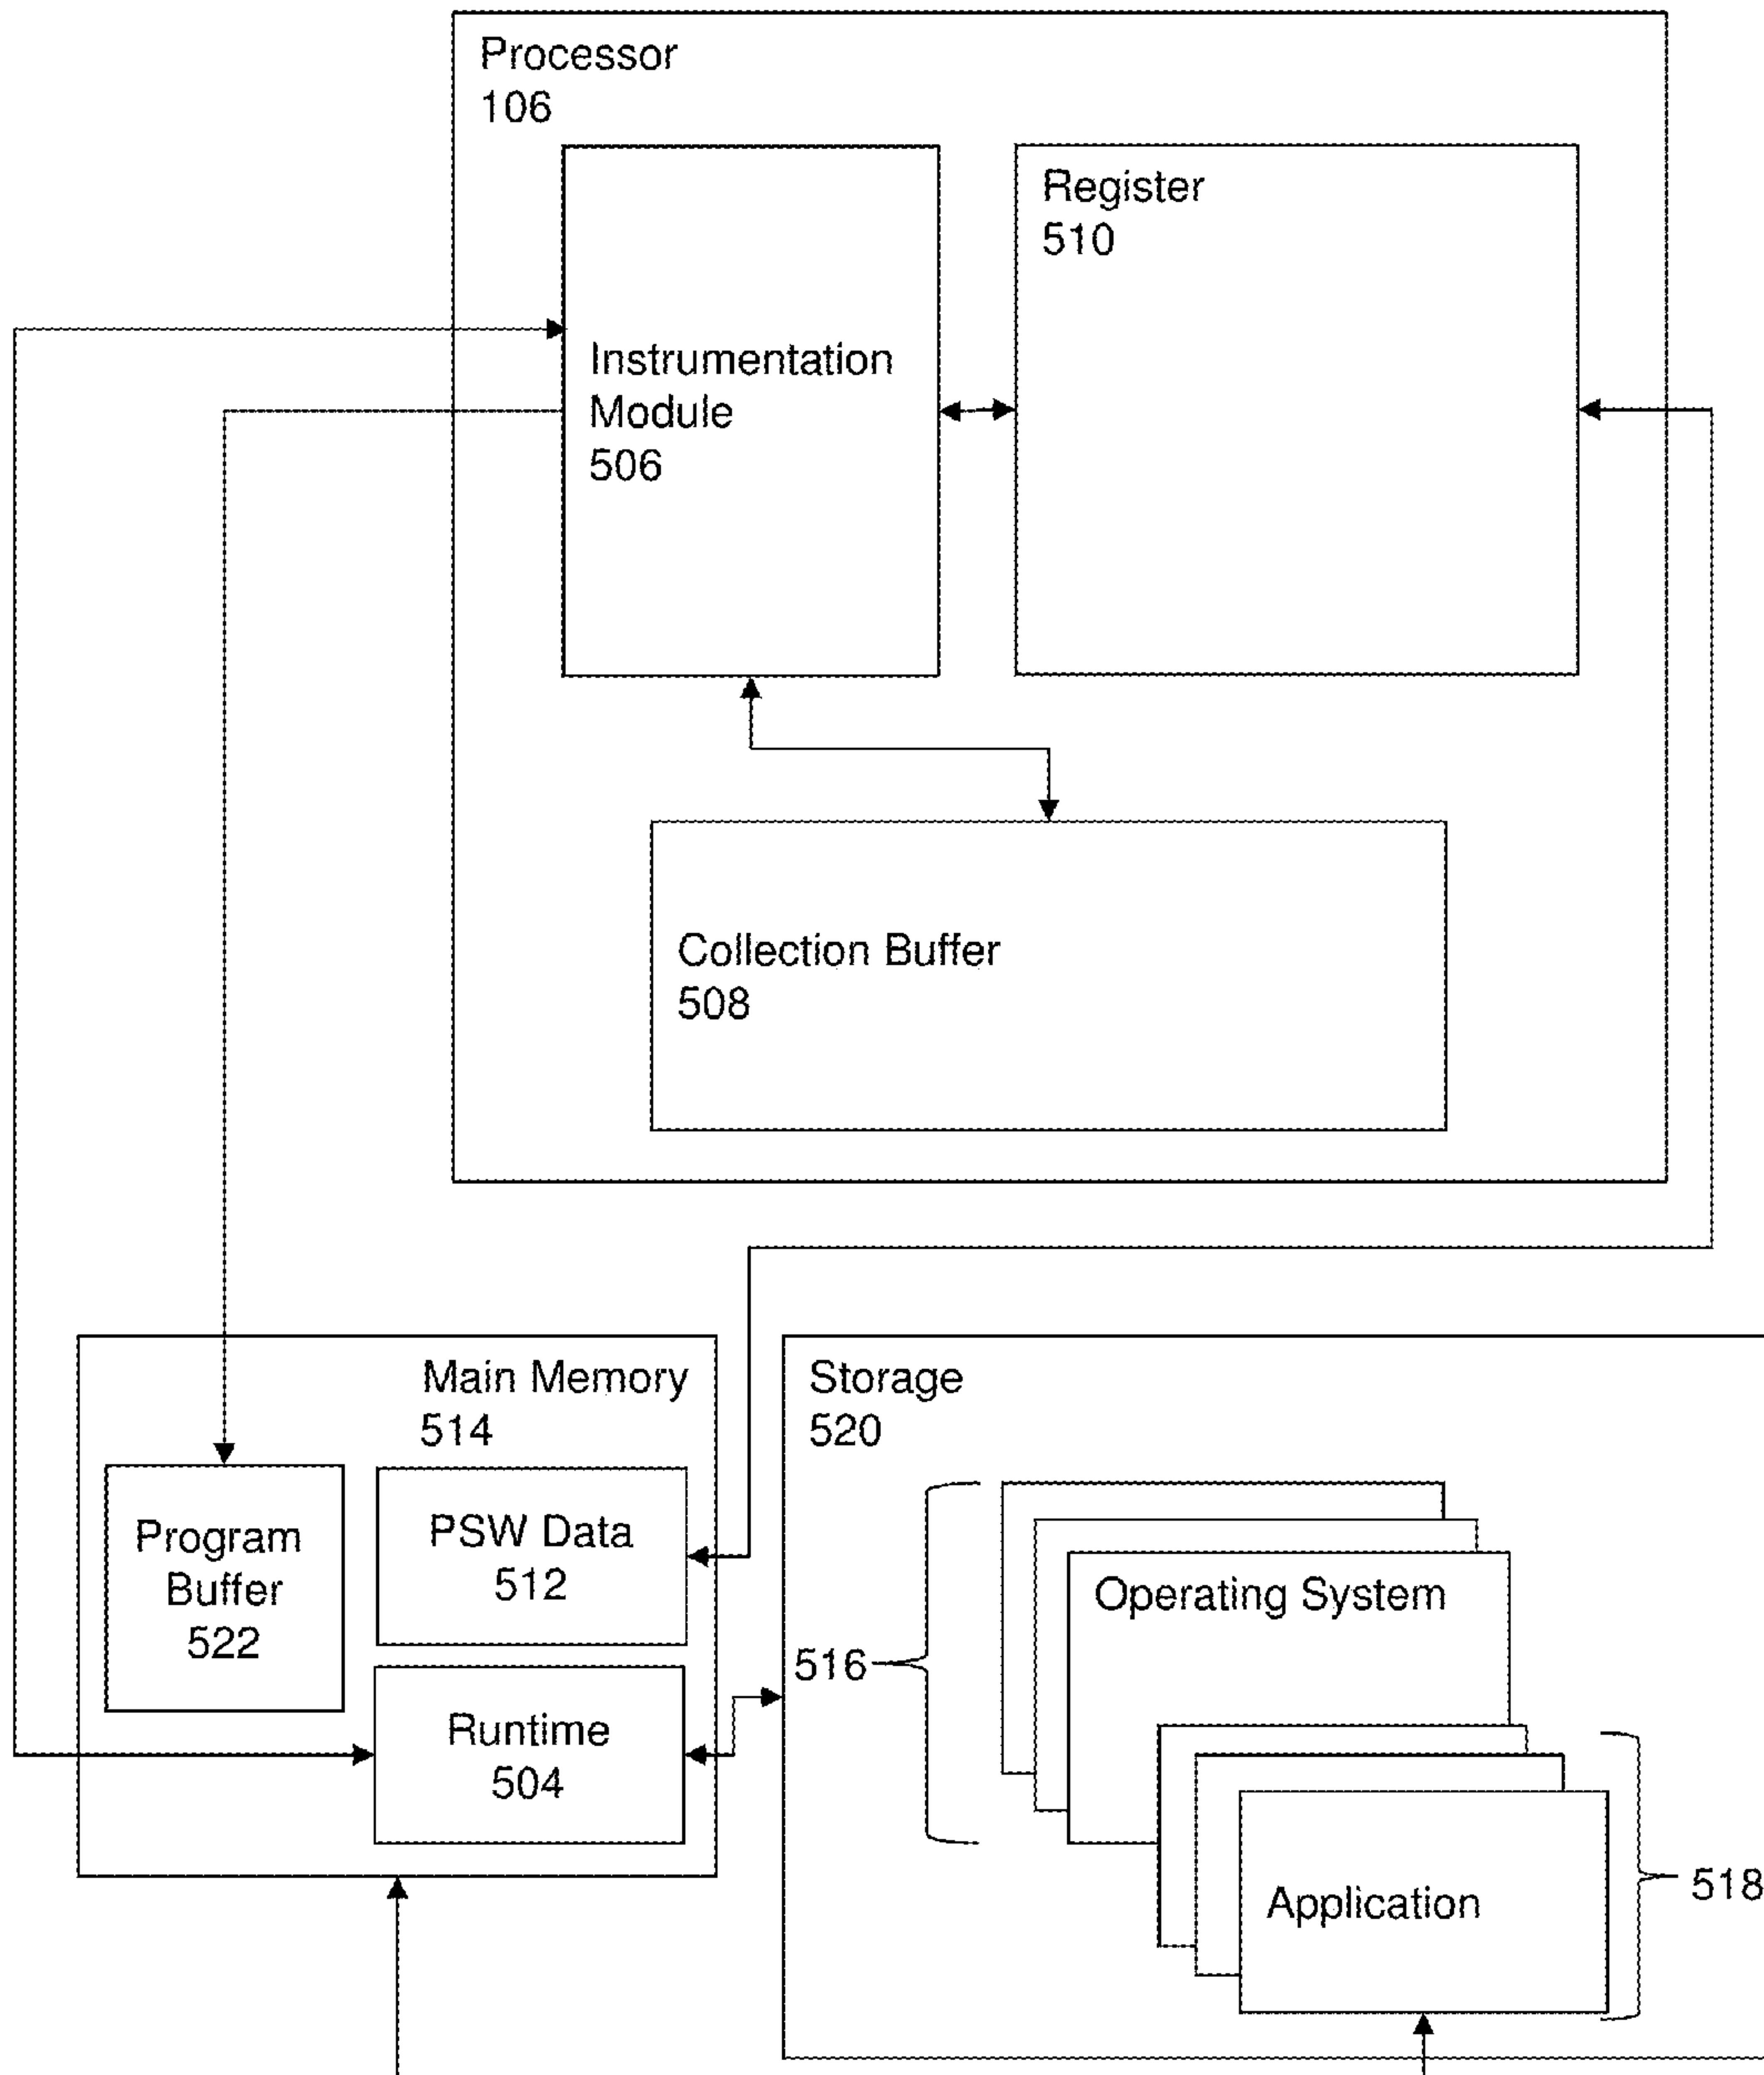 Processor
106
Register
510
Instrumentation
Module
506
Collection Buffer
508
Main Memory
514
Storage
520
Program
Buffer
522
PSW Data
512
Operating System
516
Runtime
504
518
Application